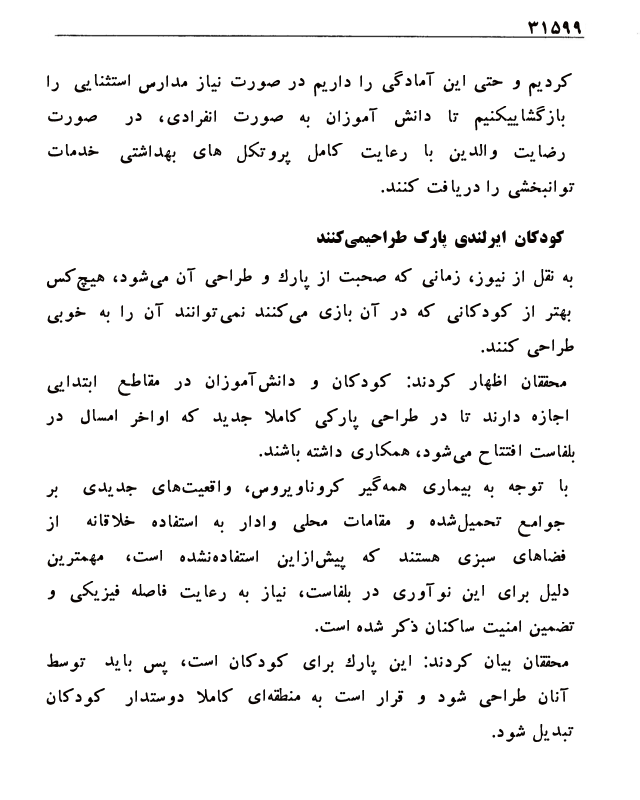 ۳۱۵۹۹
کردیم و حتی این آمادگی را داریم در صورت نیاز مدارس استثنایی را
بازگشاییکنیم تا دانش آموزان به صورت انفرادی، در صورت
رضایت والدین با رعایت کامل پروتکل های بهداشتی خدمات
توانبخشی را دریافت کنند.
کودکان ایرلندی پارک طراحیمی‌کنند
به نقل از نیوز، زمانی که صحبت از پارک و طراحی آن می‌شود، هیچ‌کس
بهتر از کودکانی که در آن بازی می‌کنند نمی‌توانند آن را به خوبی
طراحی کنند.
محققان اظهار کردند: کودکان و دانش‌آموزان در مقاطع ابتدایی
اجازه دارند تا در طراحی پارکی کاملا جدید که اواخر امسال در
بلفاست افتتاح می‌شود، همکاری داشته باشند.
با توجه به بیماری همه‌گیر کروناویروس، واقعیت‌های جدیدی بر
جوامع تحمیل‌شده و مقامات محلی وادار به استفاده خلاقانه از
فضاهای سبزی هستند که پیش‌ازاین استفاده‌نشده است، مهمترین
دلیل برای این نوآوری در بلفاست، نیاز به رعایت فاصله فیزیکی و
تضمین امنیت ساکنان ذکر شده است.
محققان بیان کردند: این پارک برای کودکان است، پس باید توسط
آنان طراحی شود و قرار است به منطقه‌ای کاملا دوستدار کودکان
تبدیل شود.